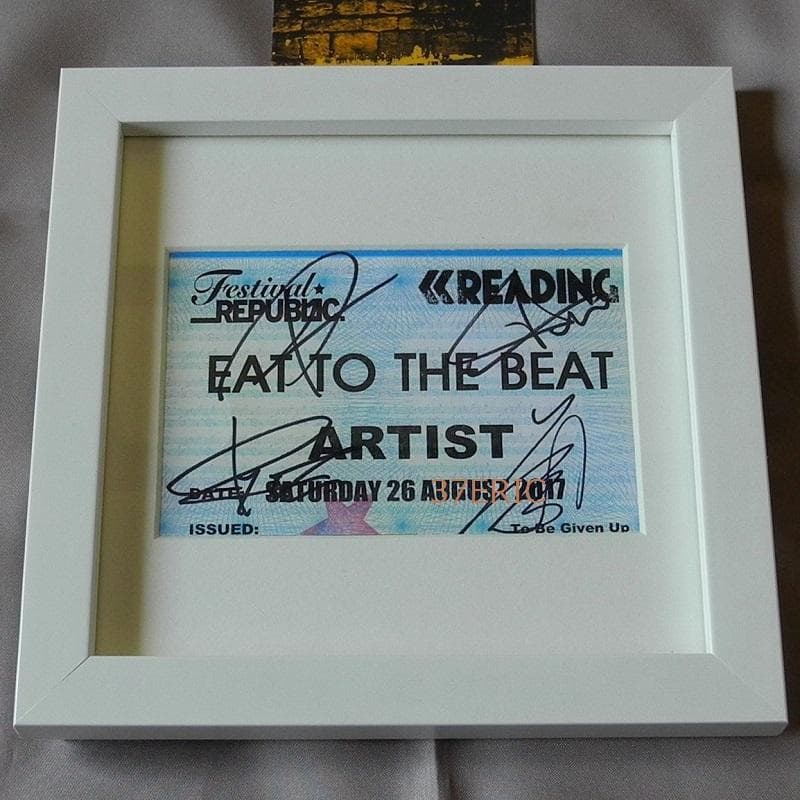 Festival
REPUBLIC.
READING
EAT TO THE BEAT
ARTIST
DATE: SATURDAY 26 AUGUST 2017
ISSUED:
To Be Given Up